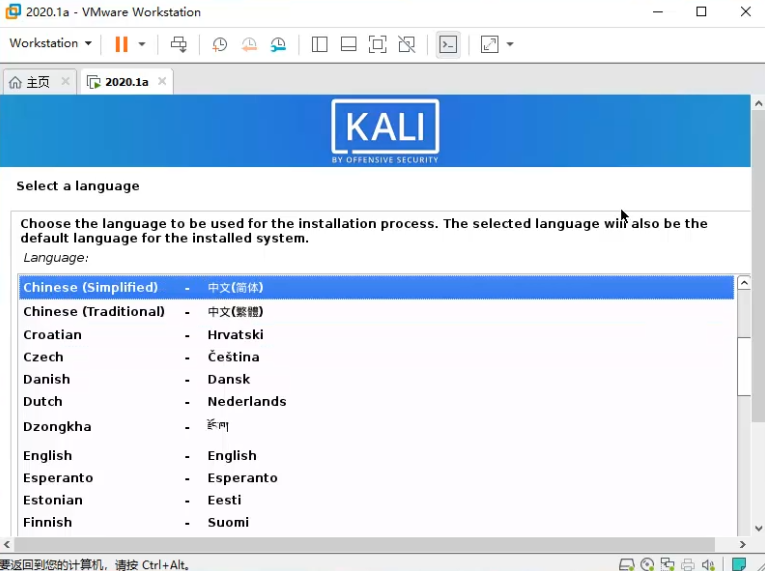 2020.1a - VMware Workstation
Workstation
主页
2020.1a
KALI
BY OFFENSIVE SECURITY
Select a language
Choose the language to be used for the installation process. The selected language will also be the
default language for the installed system.
Language:
Chinese (Simplified) - 中文(简体)
Chinese (Traditional) - 中文(繁體)
Croatian - Hrvatski
Czech - Čeština
Danish - Dansk
Dutch - Nederlands
Dzongkha - རྫོང་ཁ།
English - English
Esperanto - Esperanto
Estonian - Eesti
Finnish - Suomi
要返回到您的计算机，请按 Ctrl+Alt。